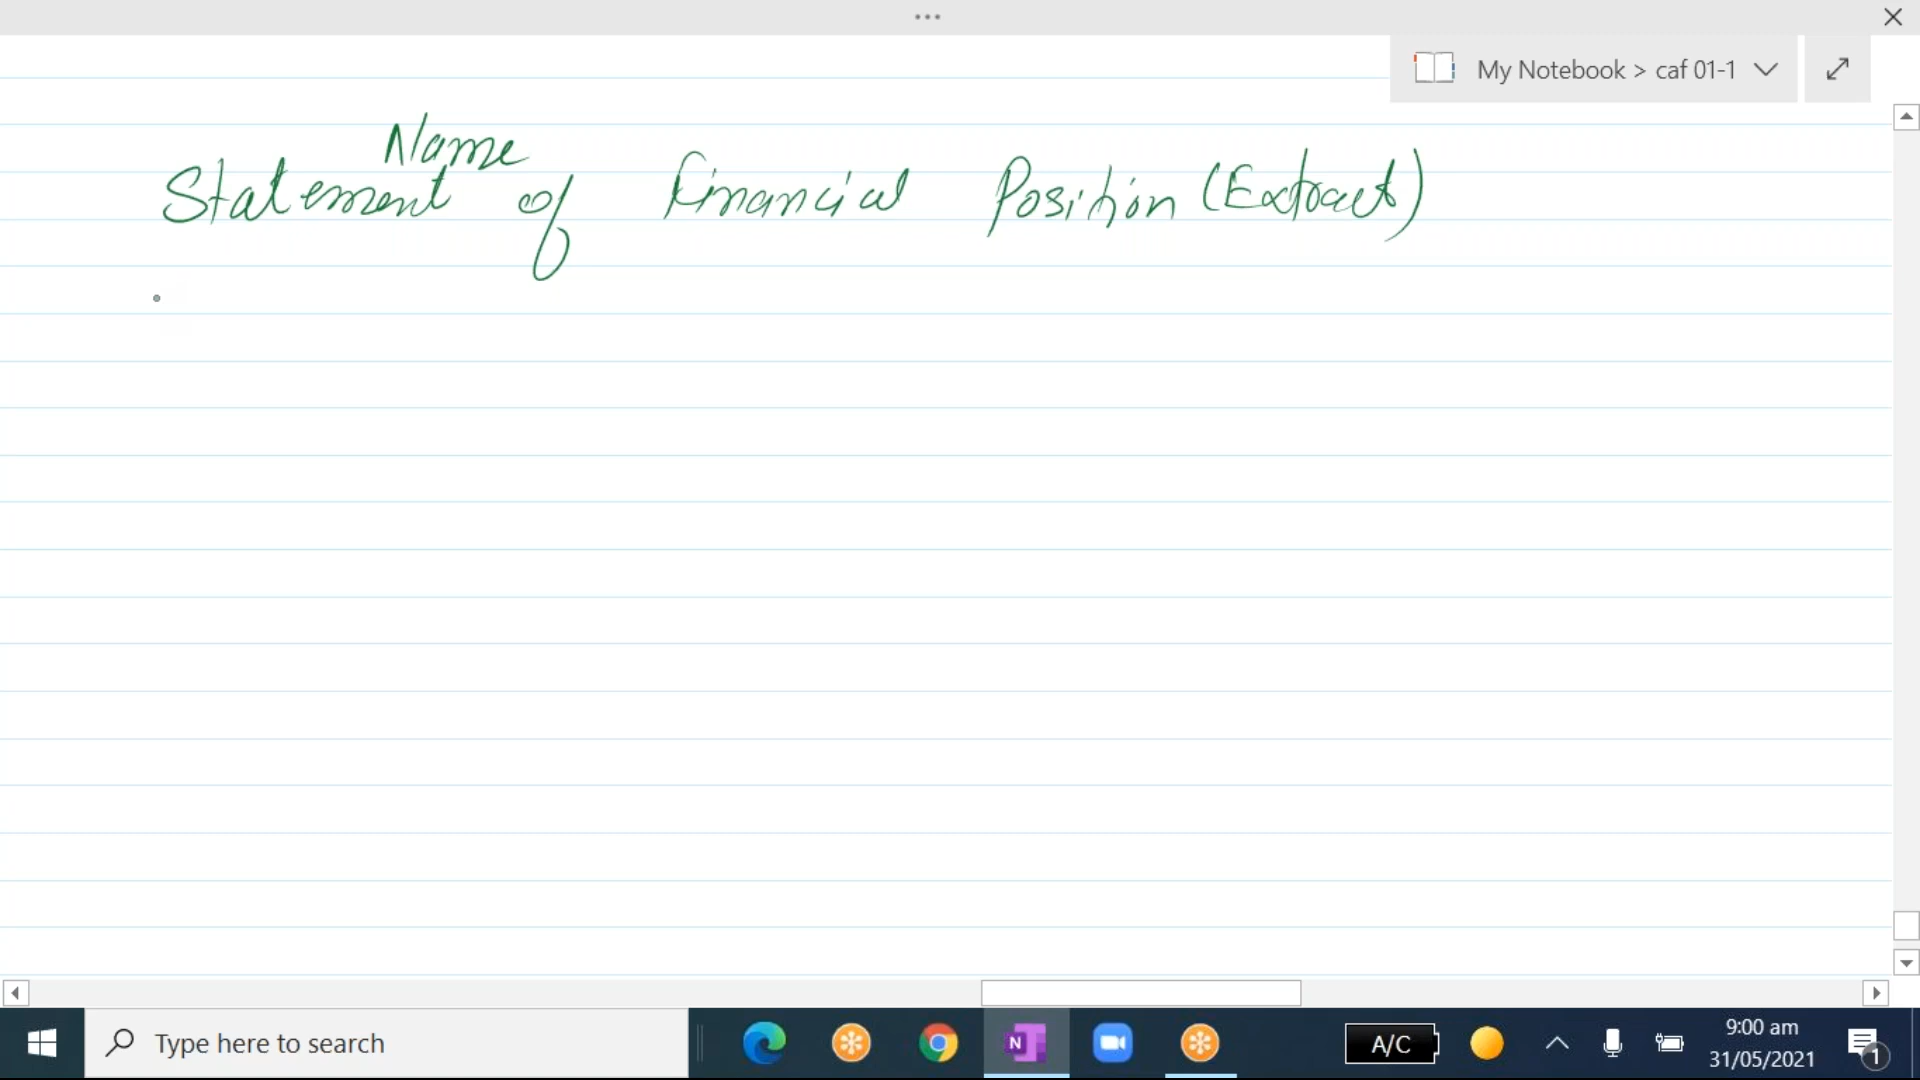 My Notebook > caf 01-1
Name
Statement of Financial Position (Extract)
Type here to search
N
A/C
9:00 am
31/05/2021
1